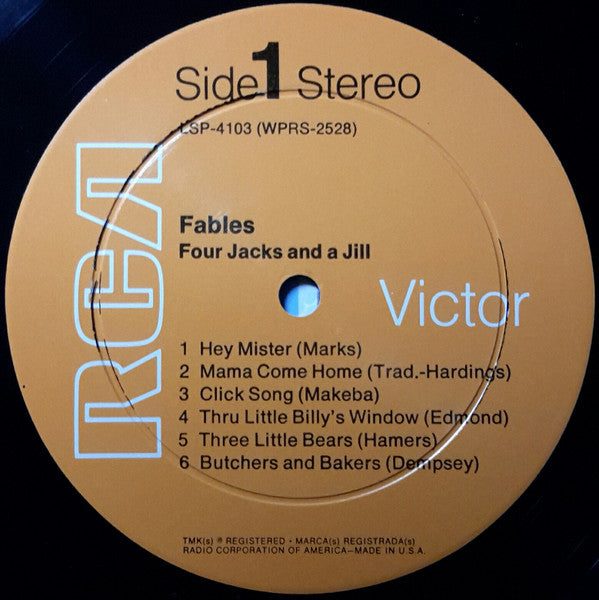 Side 1 Stereo
LSP-4103 (WPRS-2528)
RCA
Fables
Four Jacks and a Jill
Victor
1 Hey Mister (Marks)
2 Mama Come Home (Trad.-Hardings)
3 Click Song (Makeba)
4 Thru Little Billy's Window (Edmond)
5 Three Little Bears (Hamers)
6 Butchers and Bakers (Dempsey)
TMK(s) ® REGISTERED • MARCA(s) REGISTRADA(s)
RADIO CORPORATION OF AMERICA—MADE IN U.S.A.